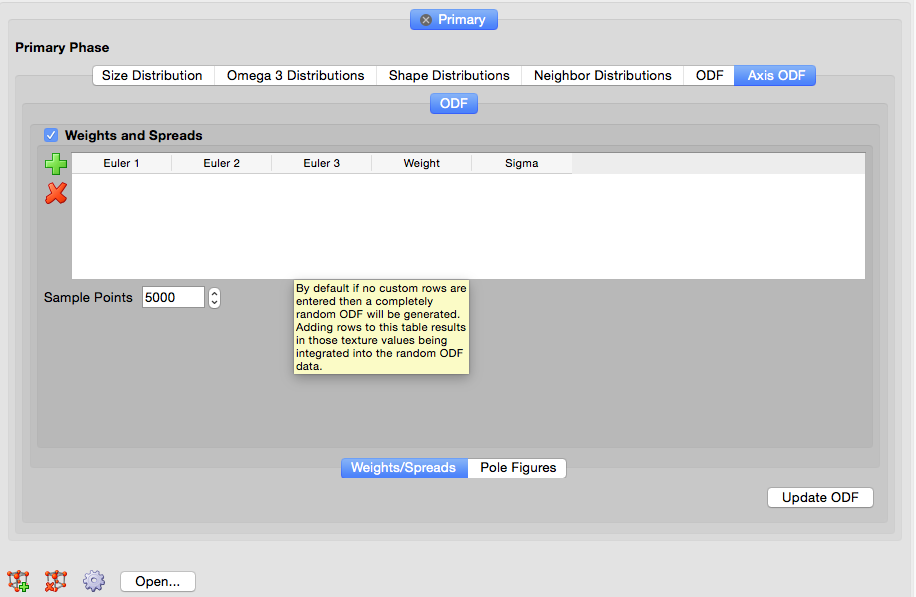 Primary
Primary Phase
Size Distribution Omega 3 Distributions Shape Distributions Neighbor Distributions ODF Axis ODF
ODF
Weights and Spreads
Euler 1 Euler 2 Euler 3 Weight Sigma
Sample Points 5000
By default if no custom rows are
entered then a completely
random ODF will be generated.
Adding rows to this table results
in those texture values being
integrated into the random ODF
data.
Weights/Spreads Pole Figures
Update ODF
Open...